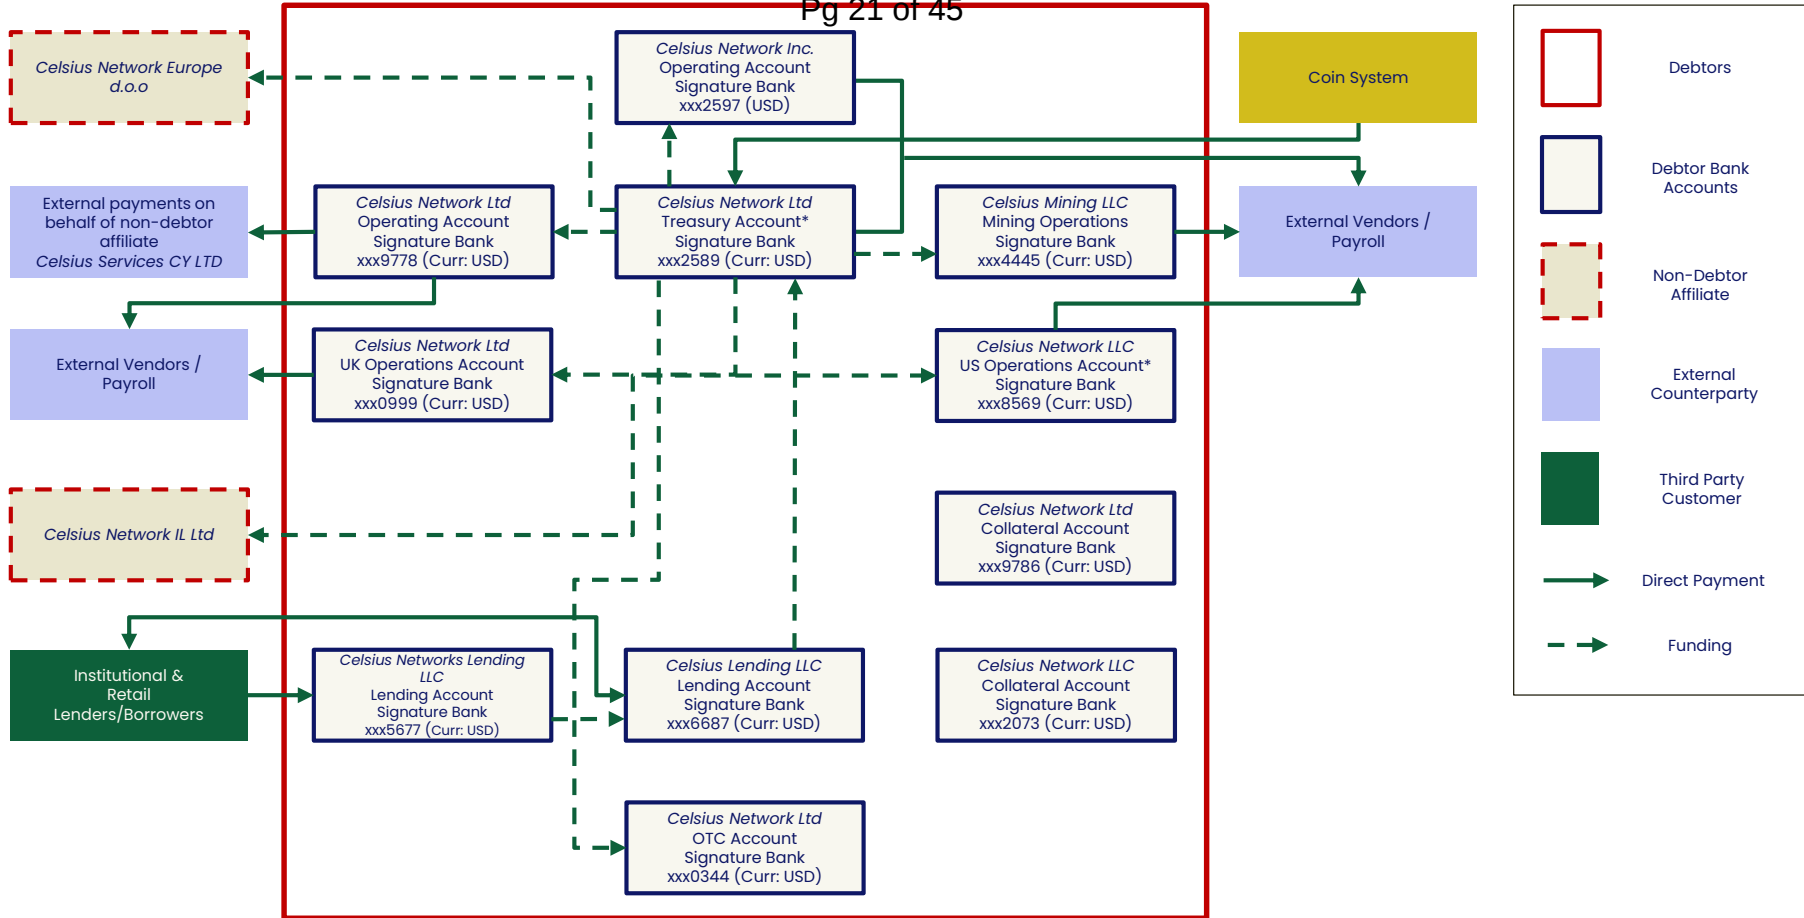 Pg 21 of 45
Celsius Network Europe
d.o.o
Celsius Network Inc.
Operating Account
Signature Bank
xxx2597 (USD)
Coin System
External payments on
behalf of non-debtor
affiliate
Celsius Services CY LTD
Celsius Network Ltd
Operating Account
Signature Bank
xxx9778 (Curr: USD)
Celsius Network Ltd
Treasury Account*
Signature Bank
xxx2589 (Curr: USD)
Celsius Mining LLC
Mining Operations
Signature Bank
xxx4445 (Curr: USD)
External Vendors /
Payroll
External Vendors /
Payroll
Celsius Network Ltd
UK Operations Account
Signature Bank
xxx0999 (Curr: USD)
Celsius Network LLC
US Operations Account*
Signature Bank
xxx8569 (Curr: USD)
Celsius Network IL Ltd
Celsius Network Ltd
Collateral Account
Signature Bank
xxx9786 (Curr: USD)
Institutional &
Retail
Lenders/Borrowers
Celsius Networks Lending
LLC
Lending Account
Signature Bank
xxx5677 (Curr: USD)
Celsius Lending LLC
Lending Account
Signature Bank
xxx6687 (Curr: USD)
Celsius Network LLC
Collateral Account
Signature Bank
xxx2073 (Curr: USD)
Celsius Network Ltd
OTC Account
Signature Bank
xxx0344 (Curr: USD)
Debtors
Debtor Bank
Accounts
Non-Debtor
Affiliate
External
Counterparty
Third Party
Customer
Direct Payment
Funding